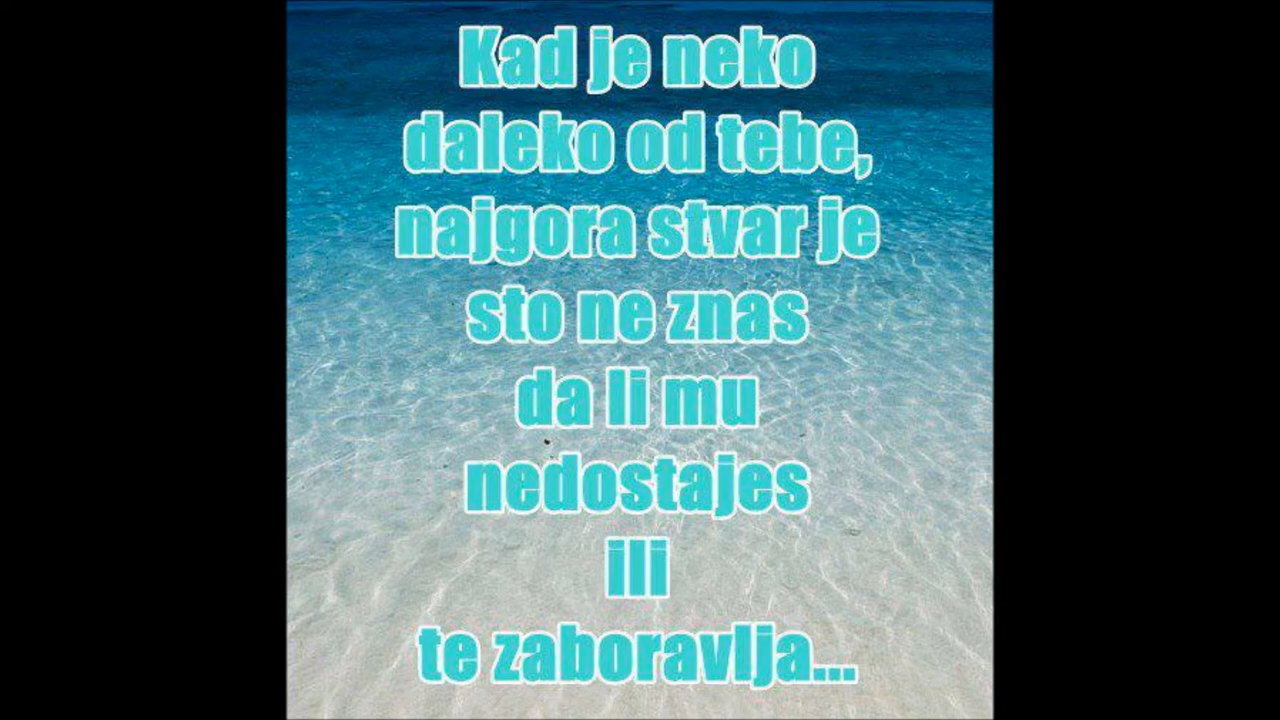 Kad je neko
daleko od tebe,
najgora stvar je
sto ne znas
da li mu
nedostajes
ili
te zaboravlja...